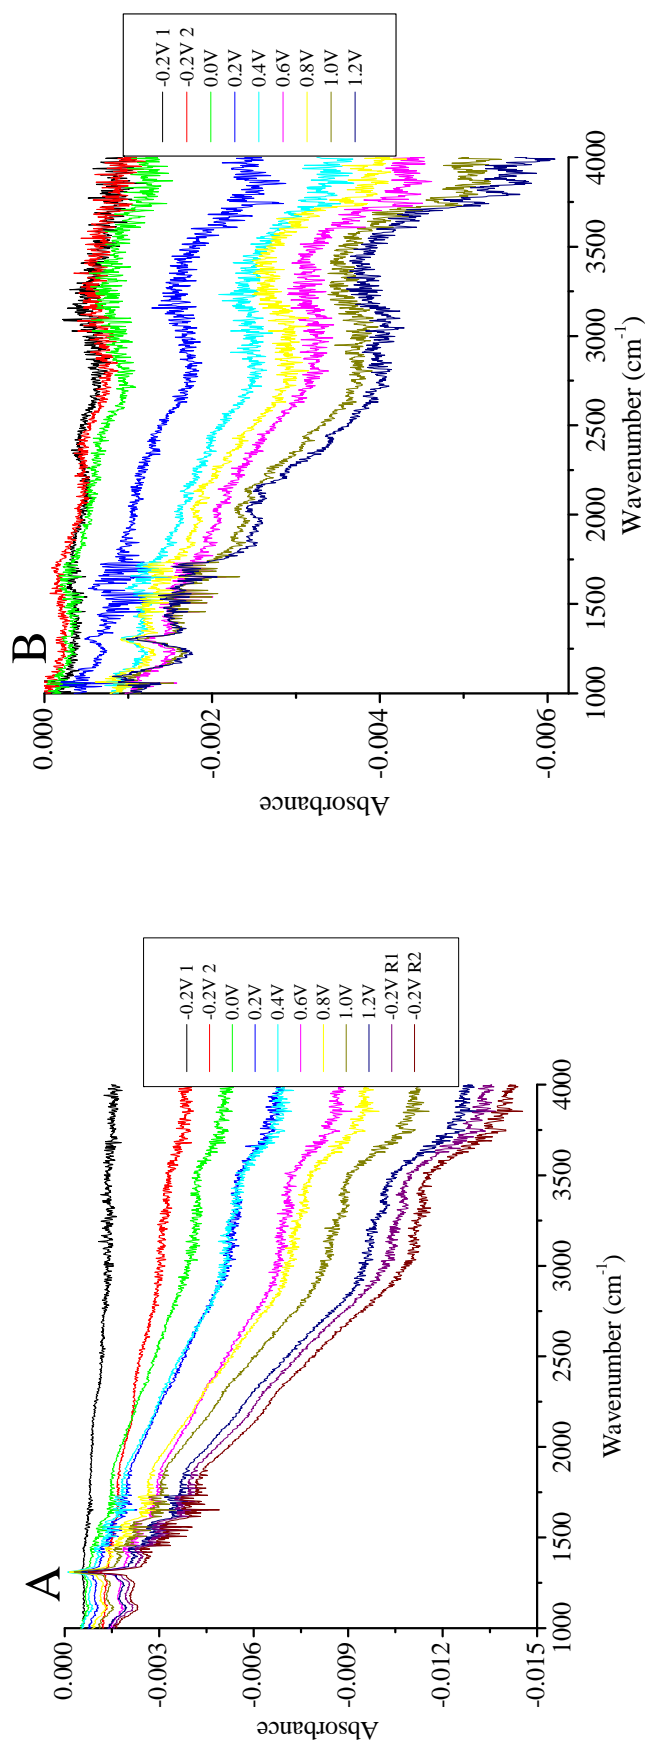 A
0.000
-0.003
-0.006
-0.009
-0.012
-0.015
Absorbance
1000 1500 2000 2500 3000 3500 4000
Wavenumber (cm-1)
-0.2V 1
-0.2V 2
0.0V
0.2V
0.4V
0.6V
0.8V
1.0V
1.2V
-0.2V R1
-0.2V R2
B
0.000
-0.002
-0.004
-0.006
Absorbance
1000 1500 2000 2500 3000 3500 4000
Wavenumber (cm-1)
-0.2V 1
-0.2V 2
0.0V
0.2V
0.4V
0.6V
0.8V
1.0V
1.2V